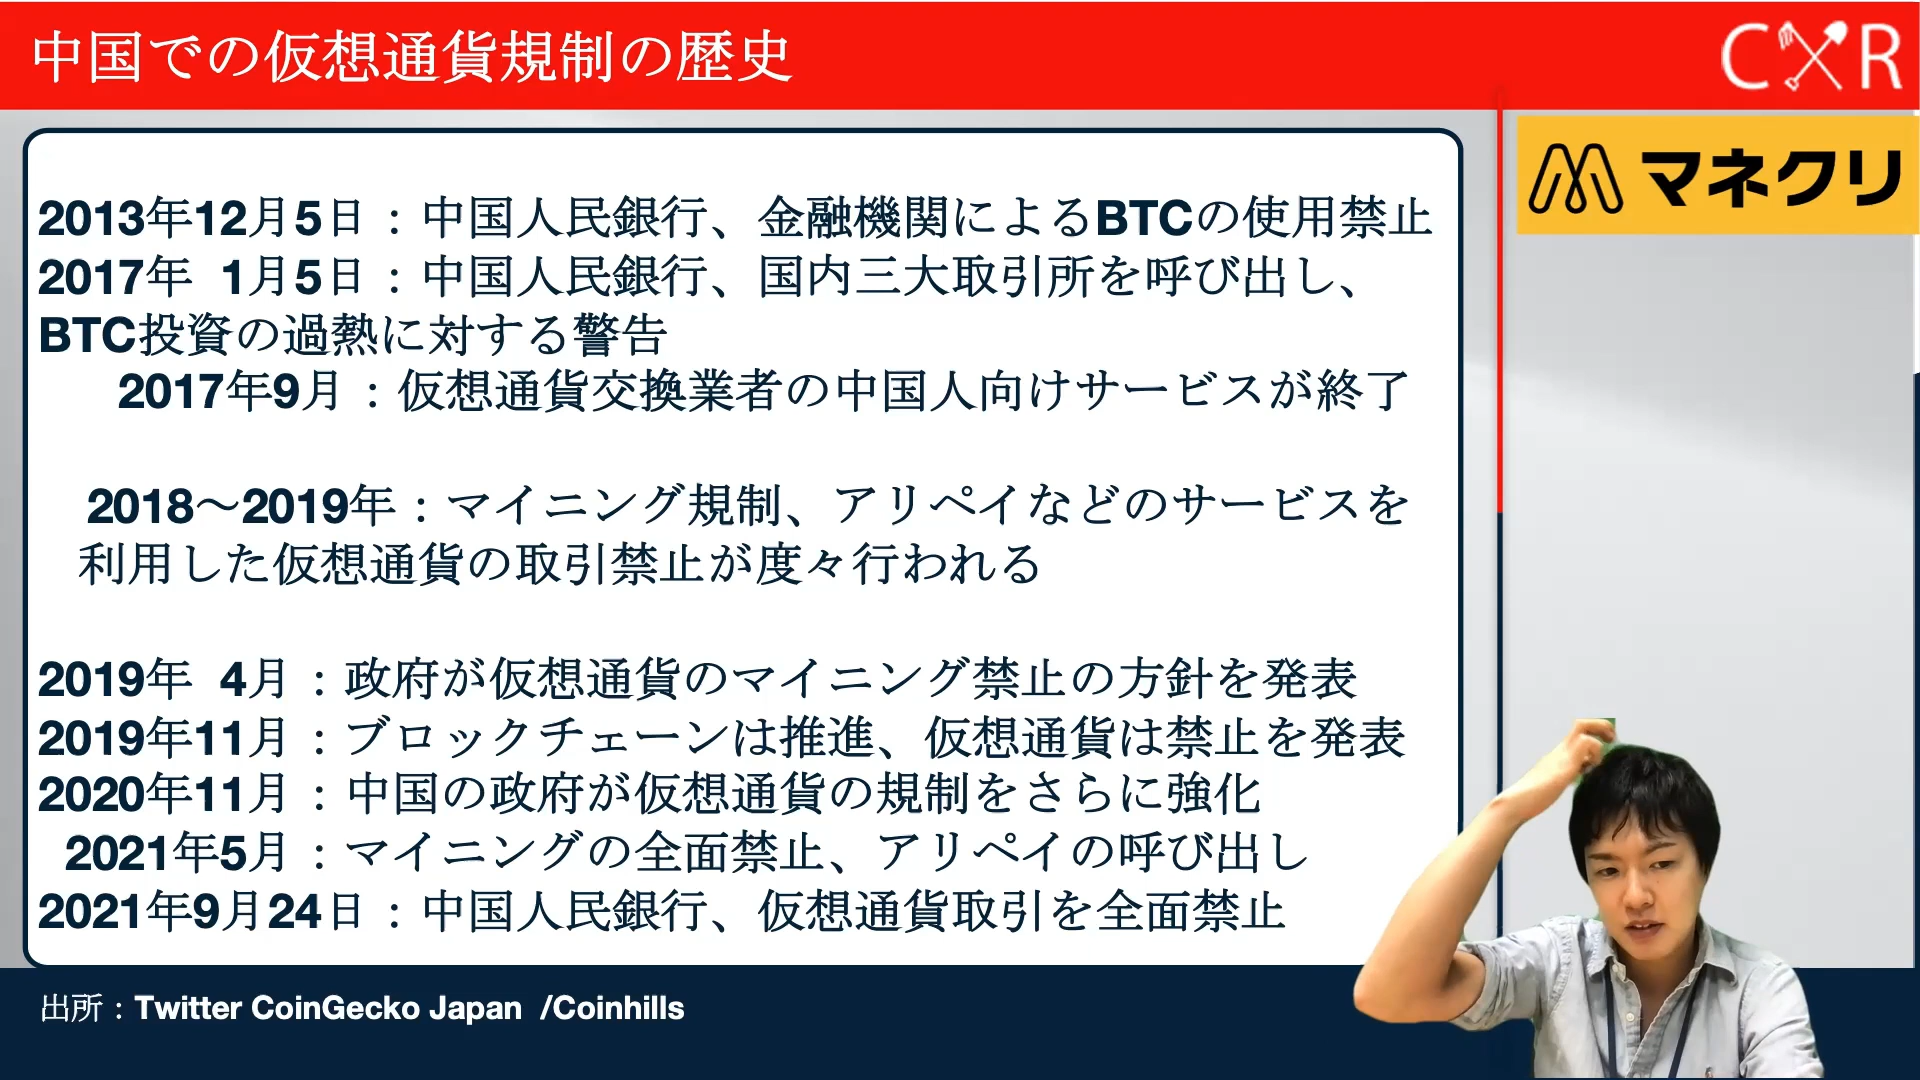 中国での仮想通貨規制の歴史
CXR
マネクリ
2013年12月5日：中国人民銀行、金融機関によるBTCの使用禁止
2017年 1月5日：中国人民銀行、国内三大取引所を呼び出し、
BTC投資の過熱に対する警告
2017年9月：仮想通貨交換業者の中国人向けサービスが終了
2018〜2019年：マイニング規制、アリペイなどのサービスを
利用した仮想通貨の取引禁止が度々行われる
2019年 4月：政府が仮想通貨のマイニング禁止の方針を発表
2019年11月：ブロックチェーンは推進、仮想通貨は禁止を発表
2020年11月：中国の政府が仮想通貨の規制をさらに強化
2021年5月：マイニングの全面禁止、アリペイの呼び出し
2021年9月24日：中国人民銀行、仮想通貨取引を全面禁止
出所：Twitter CoinGecko Japan /Coinhills